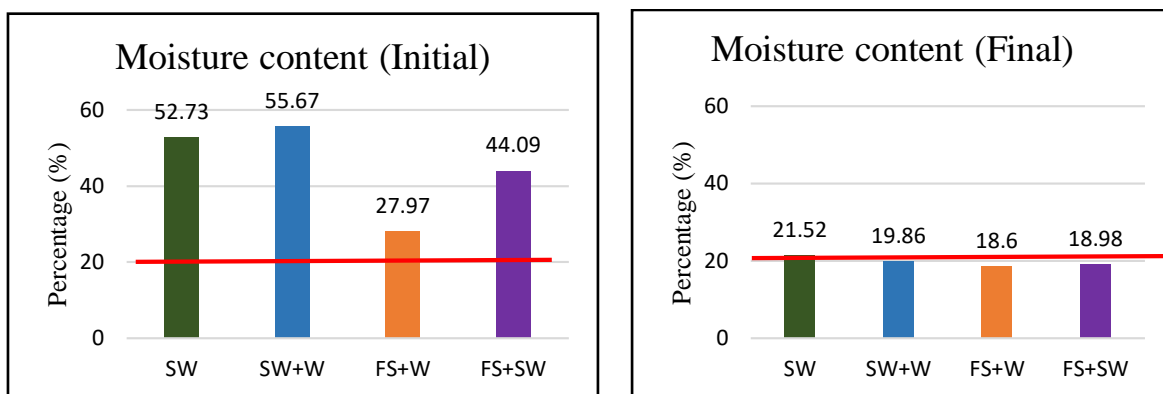 Moisture content (Initial)
Percentage (%)
60
40
20
0
52.73
55.67
27.97
44.09
SW
SW+W
FS+W
FS+SW
Moisture content (Final)
Percentage (%)
60
40
20
0
21.52
19.86
18.6
18.98
SW
SW+W
FS+W
FS+SW